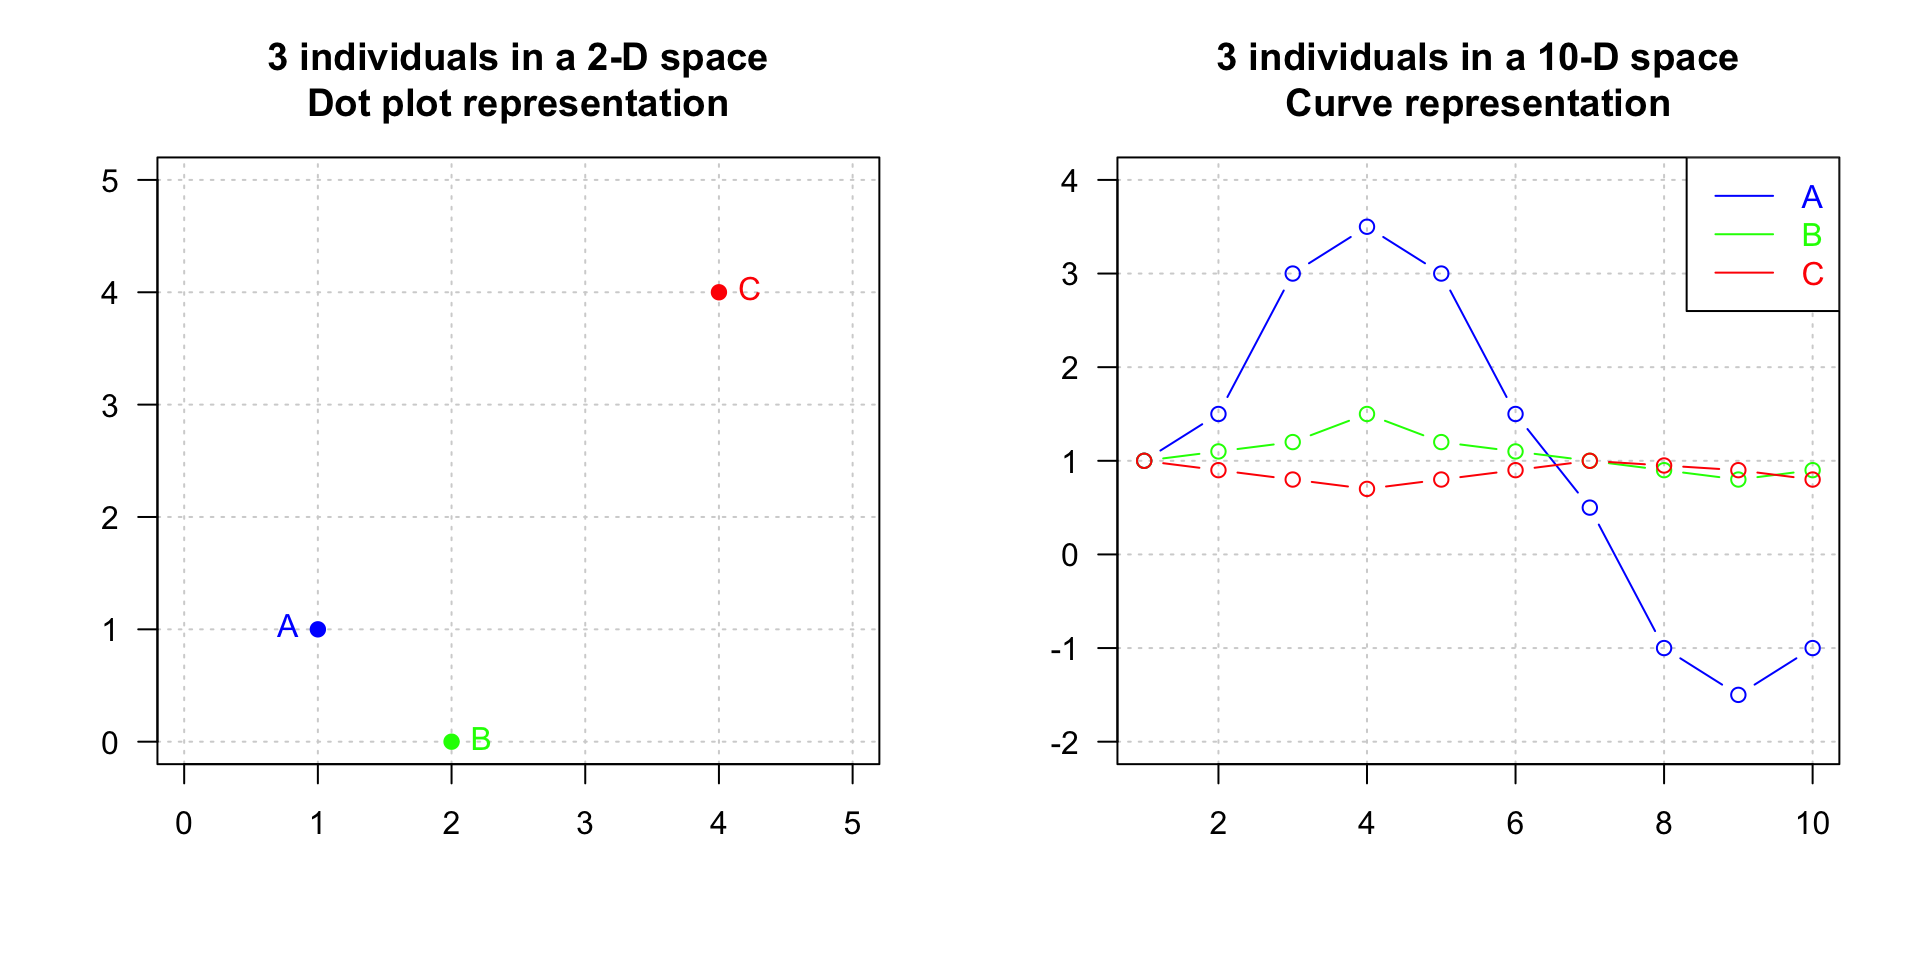 3 individuals in a 2-D space
Dot plot representation
5
4
3
2
1
0
A
B
C
0 1 2 3 4 5
3 individuals in a 10-D space
Curve representation
4
3
2
1
0
-1
-2
A
B
C
2 4 6 8 10